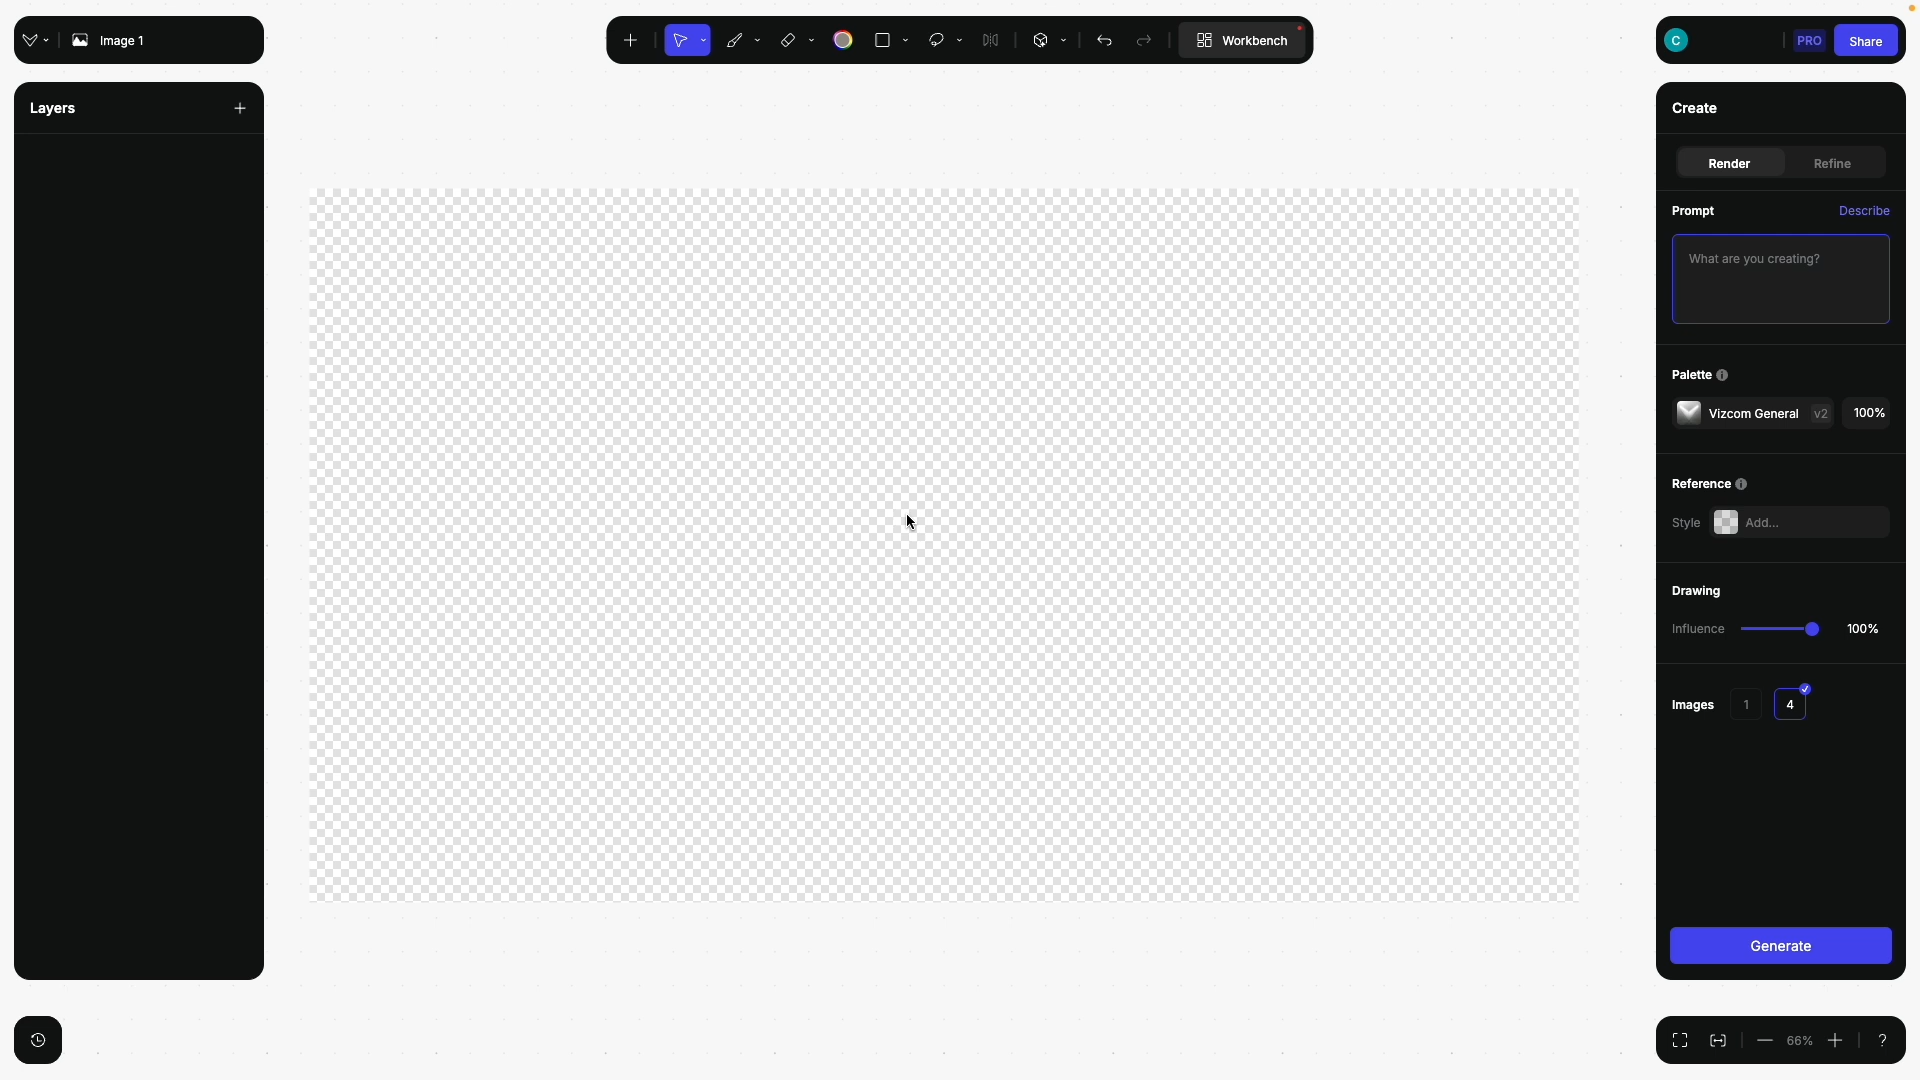 Image 1
Workbench
C
PRO
Share
Layers
Create
Render
Refine
Prompt
Describe
What are you creating?
Palette
Vizcom General
v2
100%
Reference
Style
Add...
Drawing
Influence
100%
Images
1
4
Generate
66%
?